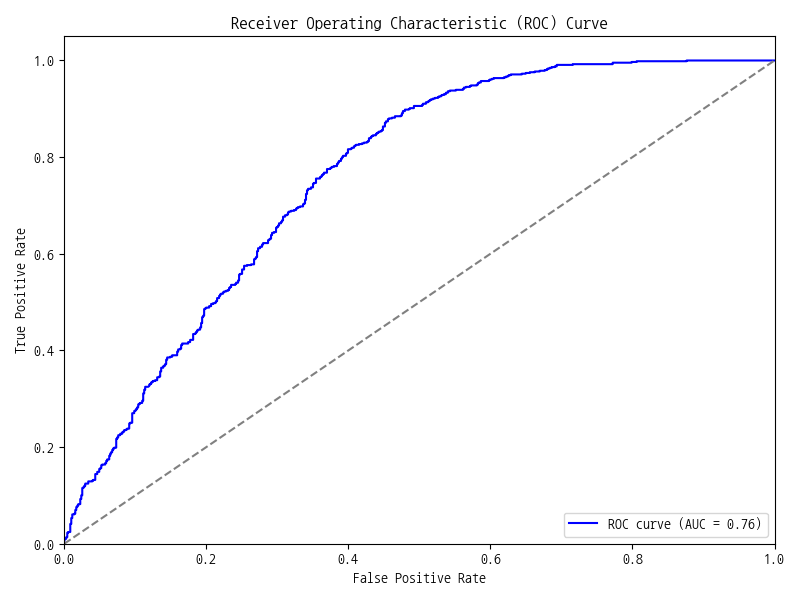 Receiver Operating Characteristic (ROC) Curve
True Positive Rate
1.0
0.8
0.6
0.4
0.2
0.0
0.0 0.2 0.4 0.6 0.8 1.0
False Positive Rate
ROC curve (AUC = 0.76)